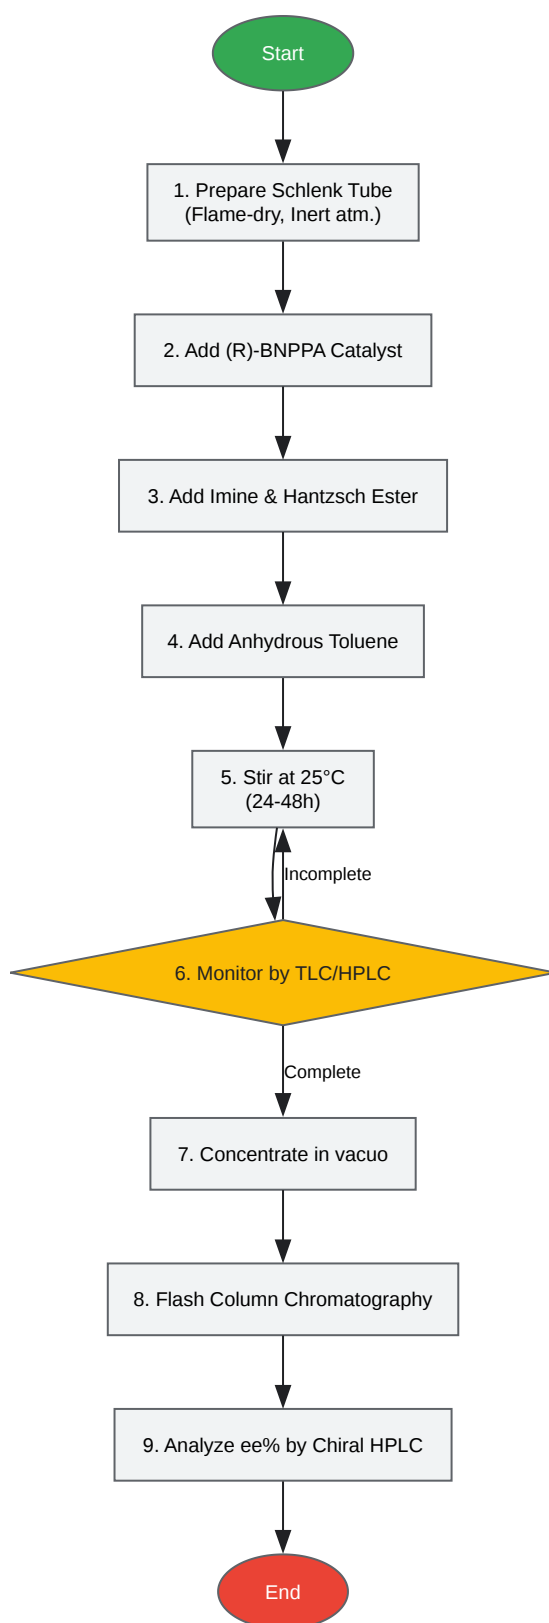 Start
1. Prepare Schlenk Tube
(Flame-dry, Inert atm.)
2. Add (R)-BNPPA Catalyst
3. Add Imine & Hantzsch Ester
4. Add Anhydrous Toluene
5. Stir at 25°C
(24-48h)
Incomplete
6. Monitor by TLC/HPLC
Complete
7. Concentrate in vacuo
8. Flash Column Chromatography
9. Analyze ee% by Chiral HPLC
End